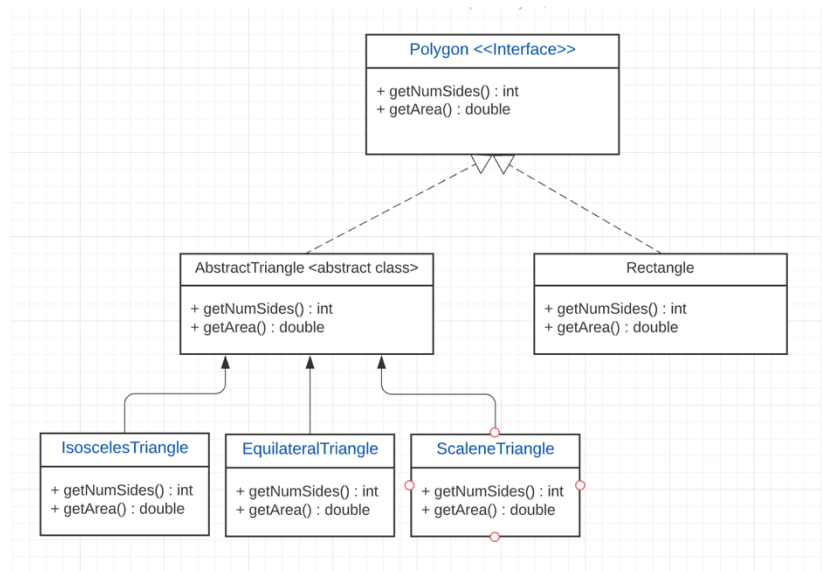 Polygon <<Interface>>
+ getNumSides() : int
+ getArea() : double
AbstractTriangle <abstract class>
+ getNumSides() : int
+ getArea() : double
Rectangle
+ getNumSides() : int
+ getArea() : double
IsoscelesTriangle
+ getNumSides() : int
+ getArea() : double
EquilateralTriangle
+ getNumSides() : int
+ getArea() : double
ScaleneTriangle
+ getNumSides() : int
+ getArea() : double